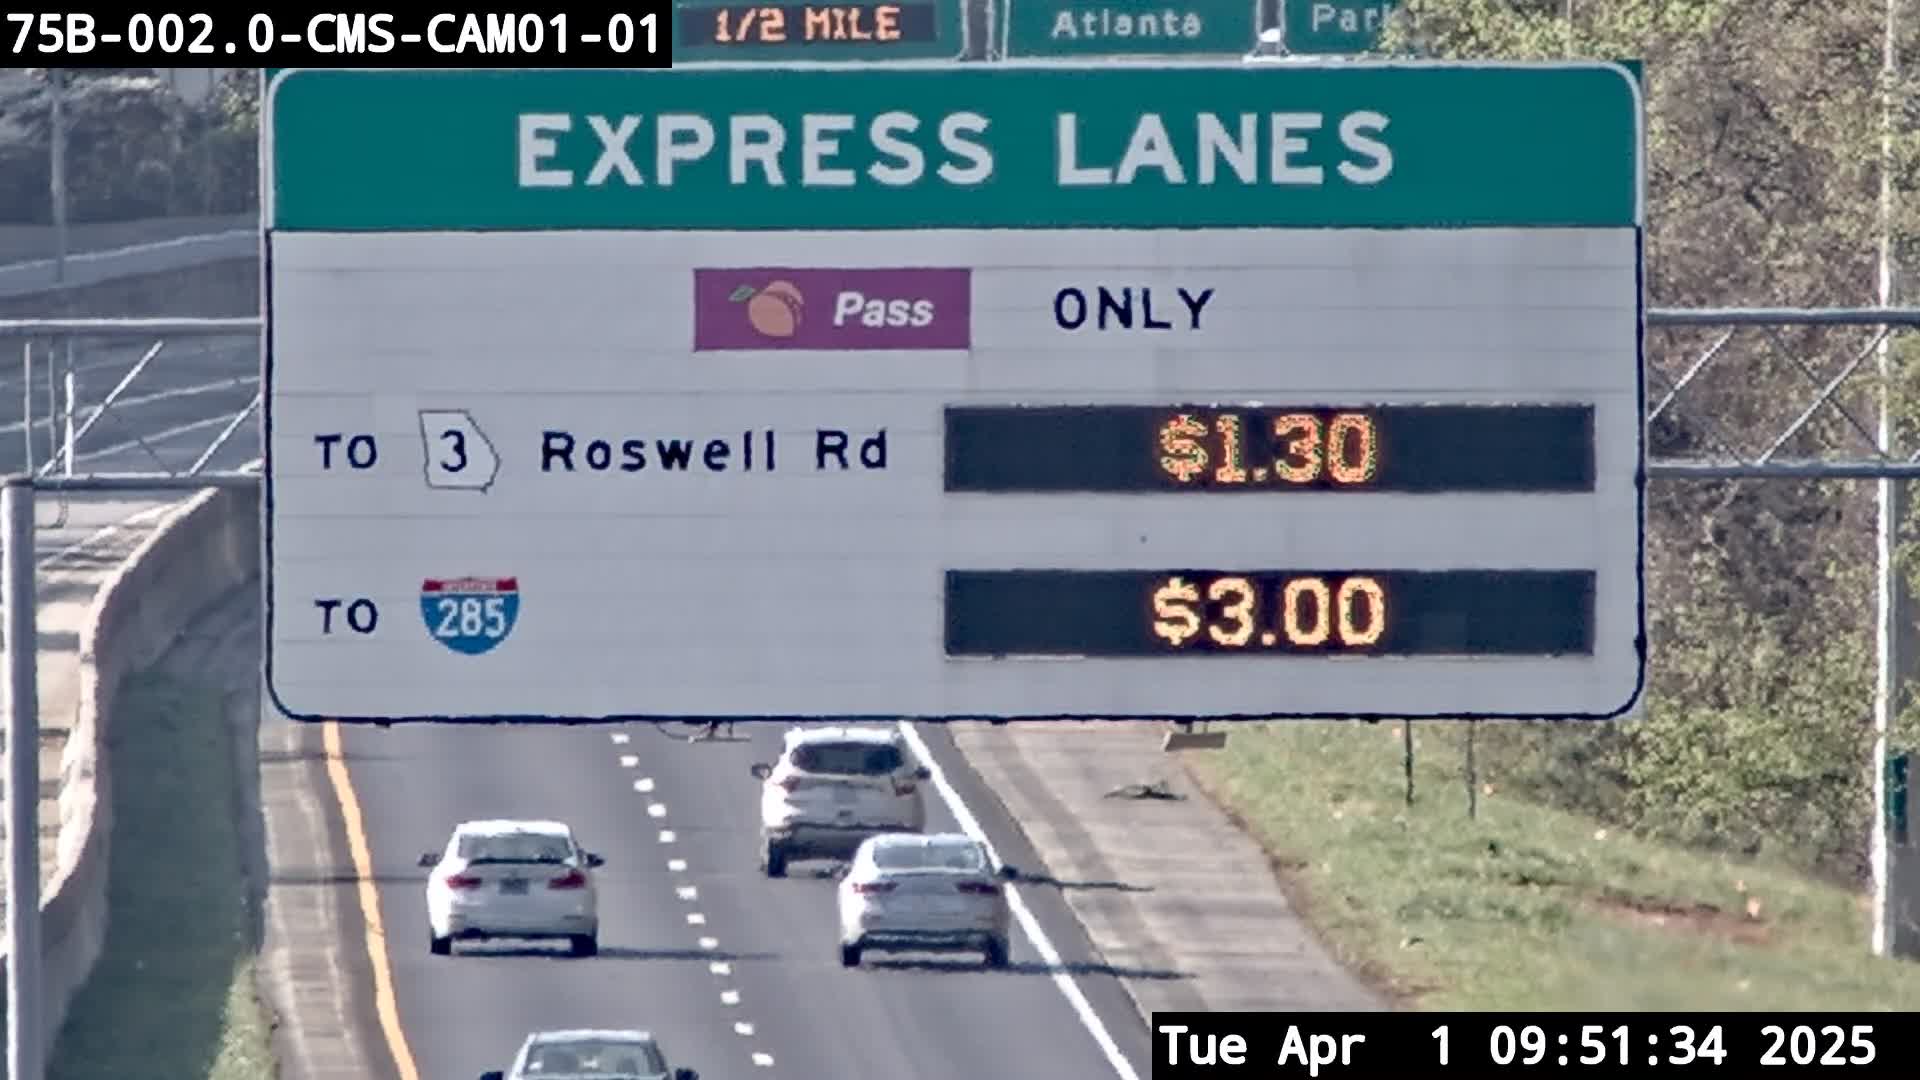 75B-002.0-CMS-CAM01-01
1/2 MILE
Atlanta
EXPRESS LANES
Pass ONLY
TO 3 Roswell Rd $1.30
TO 285 $3.00
Tue Apr 1 09:51:34 2025